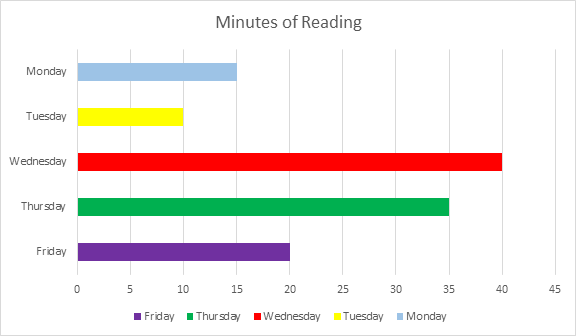 Minutes of Reading
Monday
Tuesday
Wednesday
Thursday
Friday
0 5 10 15 20 25 30 35 40 45
Friday Thursday Wednesday Tuesday Monday